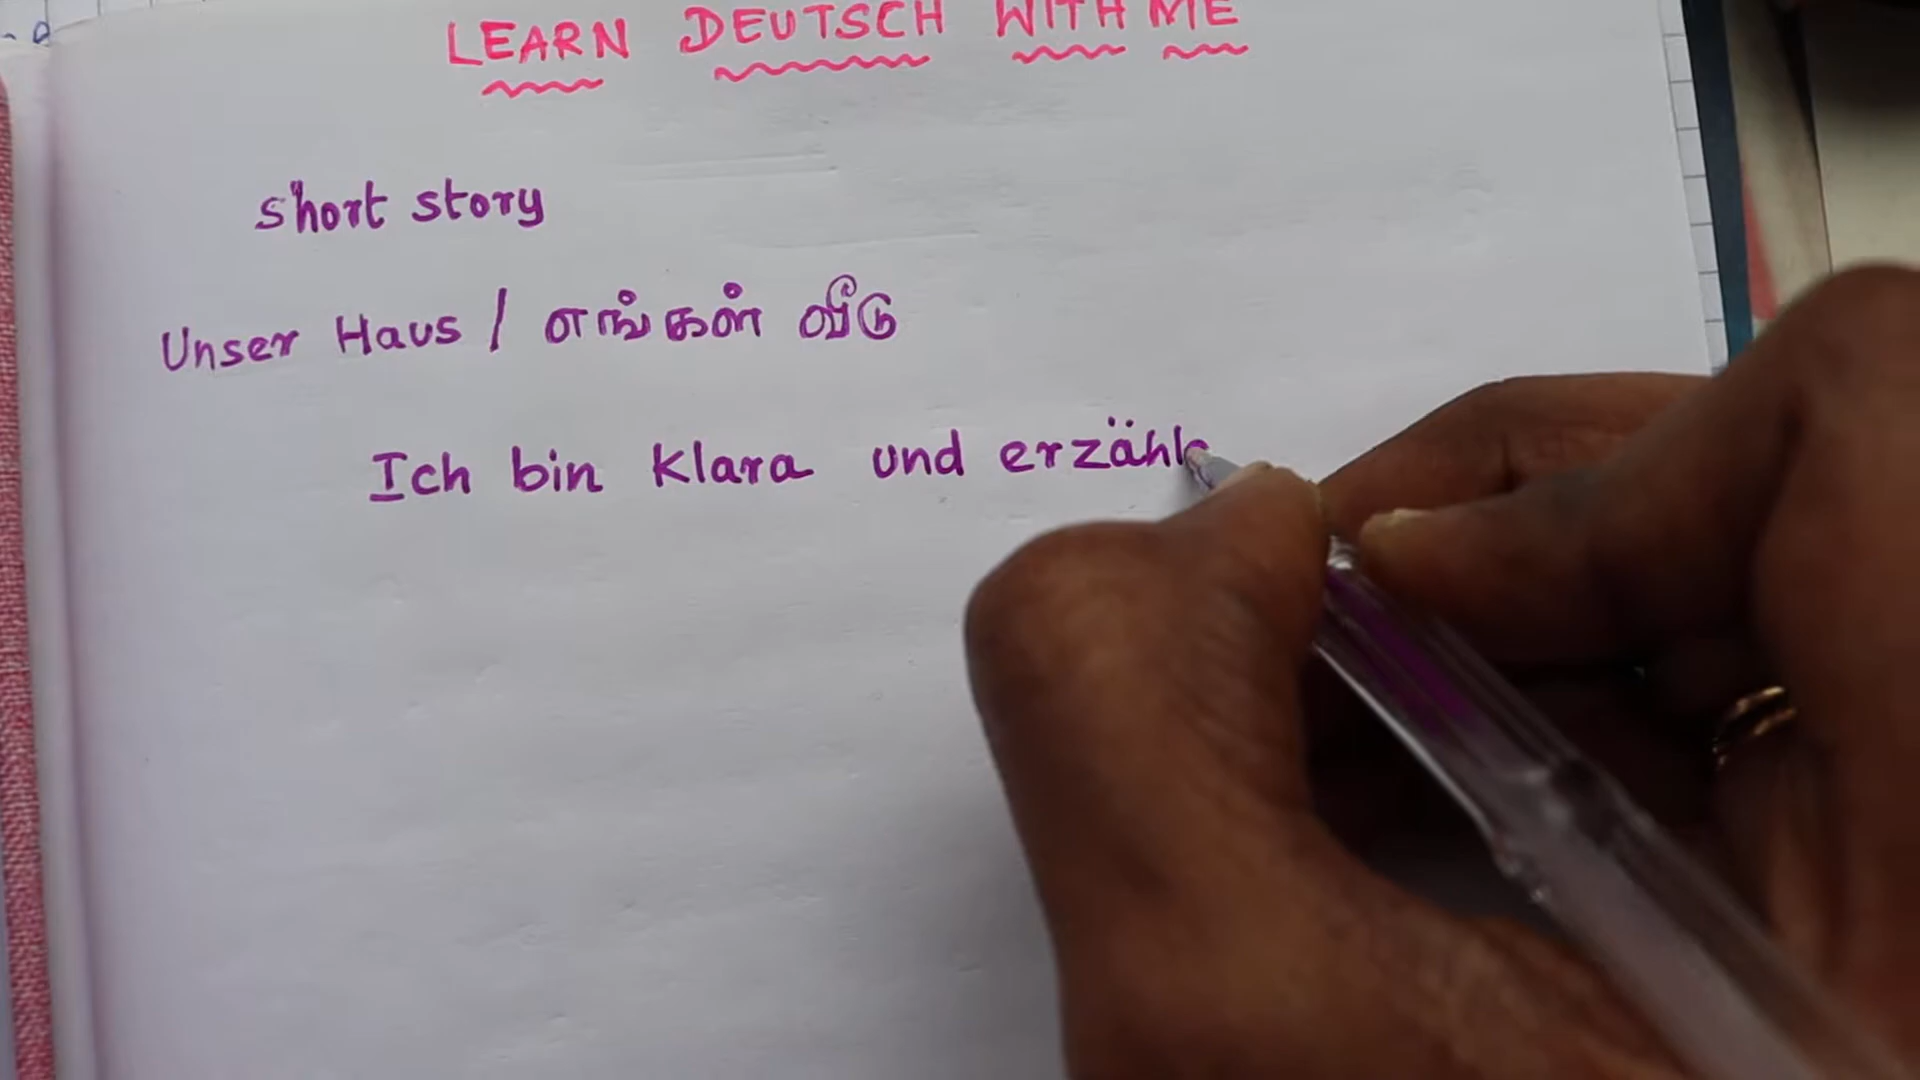 LEARN DEUTSCH WITH ME
short story
Unser Haus / எங்கள் வீடு
Ich bin Klara und erzähle